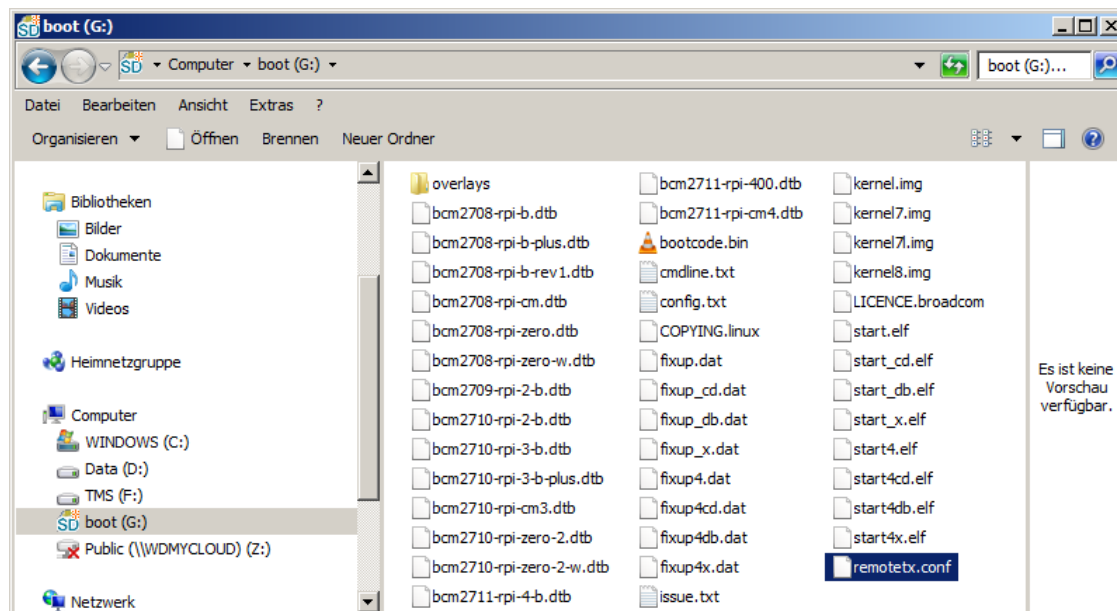 boot (G:)
Computer boot (G:)
boot (G:)...
Datei Bearbeiten Ansicht Extras ?
Organisieren Öffnen Brennen Neuer Ordner
Bibliotheken
Bilder
Dokumente
Musik
Videos
Heimnetzgruppe
Computer
WINDOWS (C:)
Data (D:)
TMS (F:)
SD boot (G:)
Public (\\WDMYCLOUD) (Z:)
Netzwerk
overlays
bcm2708-rpi-b.dtb
bcm2708-rpi-b-plus.dtb
bcm2708-rpi-b-rev1.dtb
bcm2708-rpi-cm.dtb
bcm2708-rpi-zero.dtb
bcm2708-rpi-zero-w.dtb
bcm2709-rpi-2-b.dtb
bcm2710-rpi-2-b.dtb
bcm2710-rpi-3-b.dtb
bcm2710-rpi-3-b-plus.dtb
bcm2710-rpi-cm3.dtb
bcm2710-rpi-zero-2.dtb
bcm2710-rpi-zero-2-w.dtb
bcm2711-rpi-4-b.dtb
bcm2711-rpi-400.dtb
bcm2711-rpi-cm4.dtb
bootcode.bin
cmdline.txt
config.txt
COPYING.linux
fixup.dat
fixup_cd.dat
fixup_db.dat
fixup_x.dat
fixup4.dat
fixup4cd.dat
fixup4db.dat
fixup4x.dat
issue.txt
kernel.img
kernel7.img
kernel7l.img
kernel8.img
LICENCE.broadcom
start.elf
start_cd.elf
start_db.elf
start_x.elf
start4.elf
start4cd.elf
start4db.elf
start4x.elf
remotetx.conf
Es ist keine
Vorschau
verfügbar.